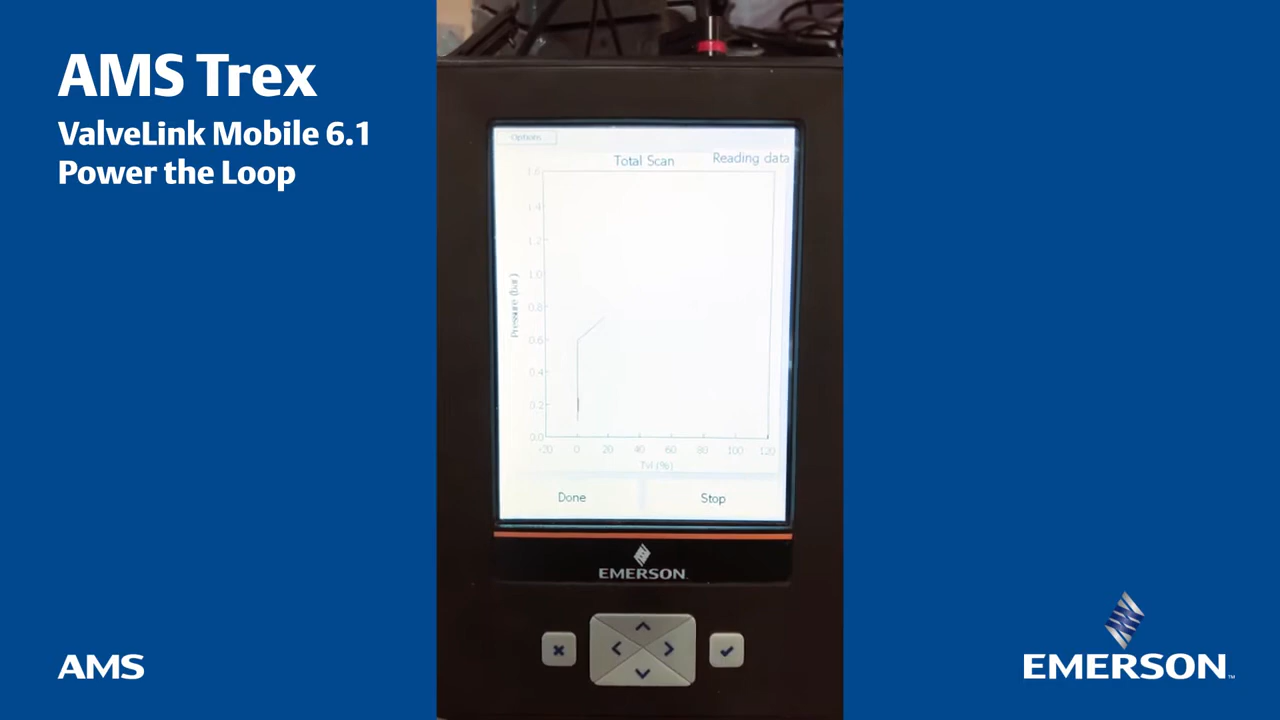 AMS Trex
ValveLink Mobile 6.1
Power the Loop
Options
Total Scan
Reading data
1.6
1.4
1.2
1.0
0.8
0.6
0.4
0.2
0.0
Pressure (bar)
-20 0 20 40 60 80 100 120
Tvl (%)
Done
Stop
EMERSON
AMS
EMERSON™